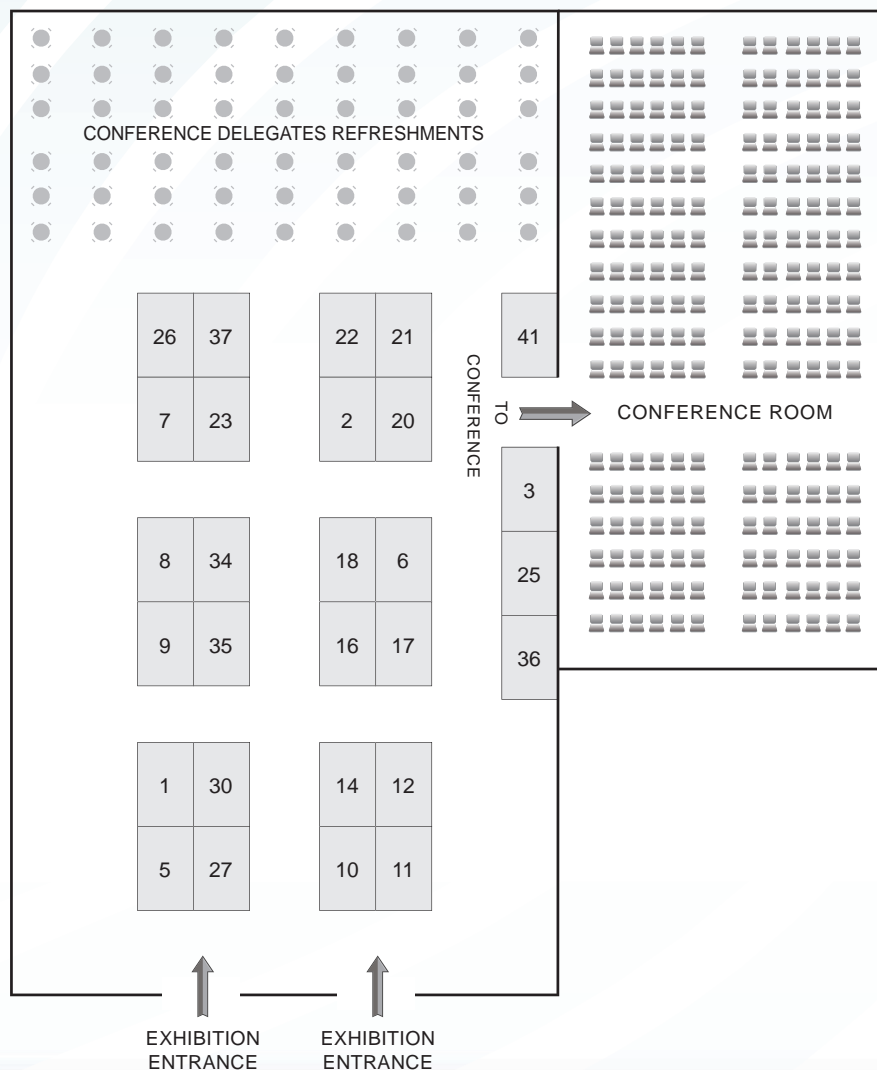 CONFERENCE DELEGATES REFRESHMENTS
26 37
22 21
41
7 23
2 20
TO
CONFERENCE
CONFERENCE ROOM
3
8 34
18 6
25
9 35
16 17
36
1 30
14 12
5 27
10 11
EXHIBITION
ENTRANCE
EXHIBITION
ENTRANCE